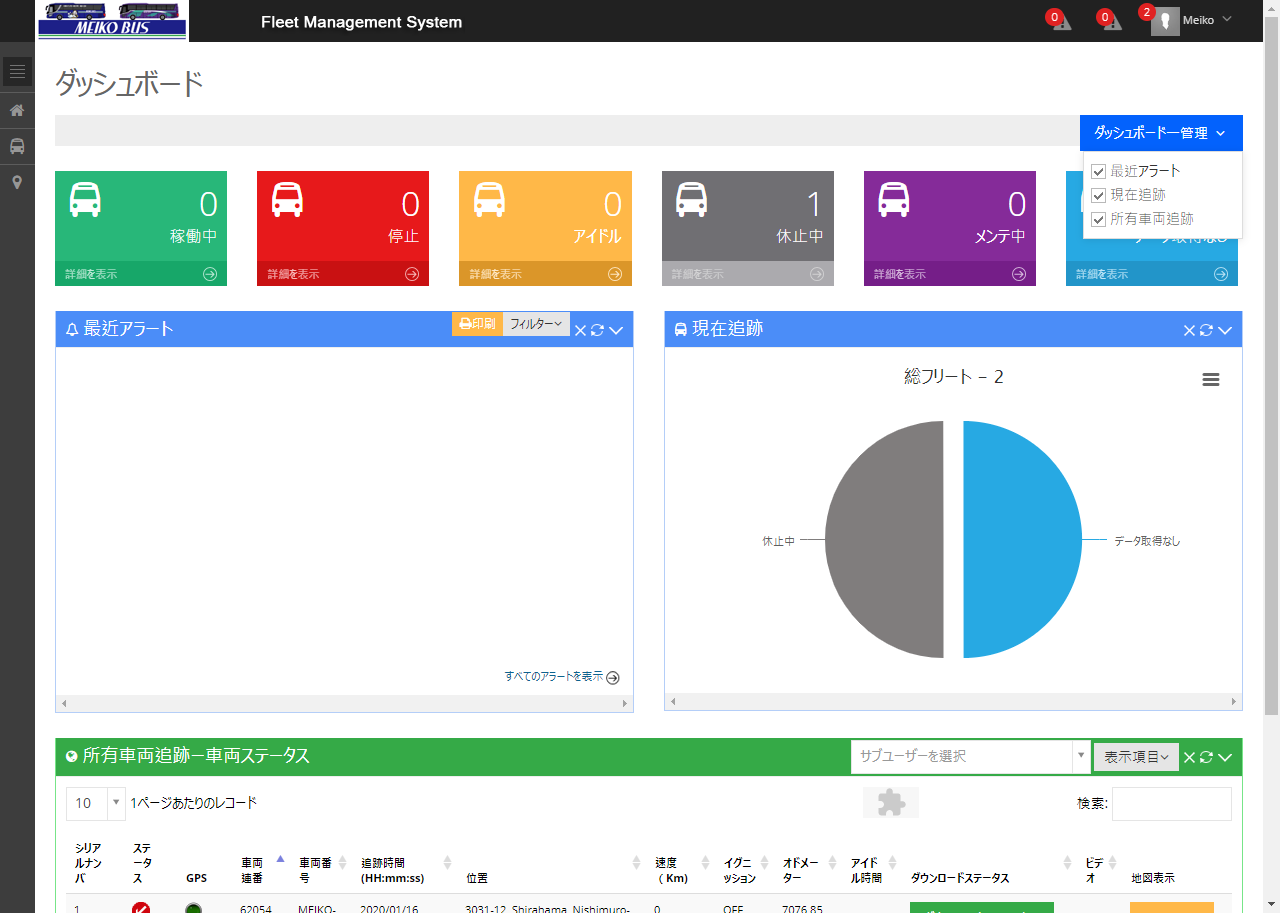 MEIKO BUS
Fleet Management System
0
0
2
Meiko
ダッシュボード
ダッシュボードー管理
最近アラート
現在追跡
所有車両追跡
0
稼働中
詳細を表示
0
停止
詳細を表示
0
アイドル
詳細を表示
1
休止中
詳細を表示
0
メンテ中
詳細を表示
データ取得なし
詳細を表示
最近アラート
印刷
フィルター
すべてのアラートを表示
現在追跡
総フリート – 2
休止中
データ取得なし
所有車両追跡ー車両ステータス
サブユーザーを選択
表示項目
10
1ページあたりのレコード
検索:
シリアルナンバ
ステータス
GPS
車両連番
車両番号
追跡時間 (HH:mm:ss)
位置
速度 (Km)
イグニッション
オドメーター
アイドル時間
ダウンロードステータス
ビデオ
地図表示
1
62054
MEIKO-
2020/01/16
3031-12, Shirahama, Nishimuro-
0
OFF
7076.85